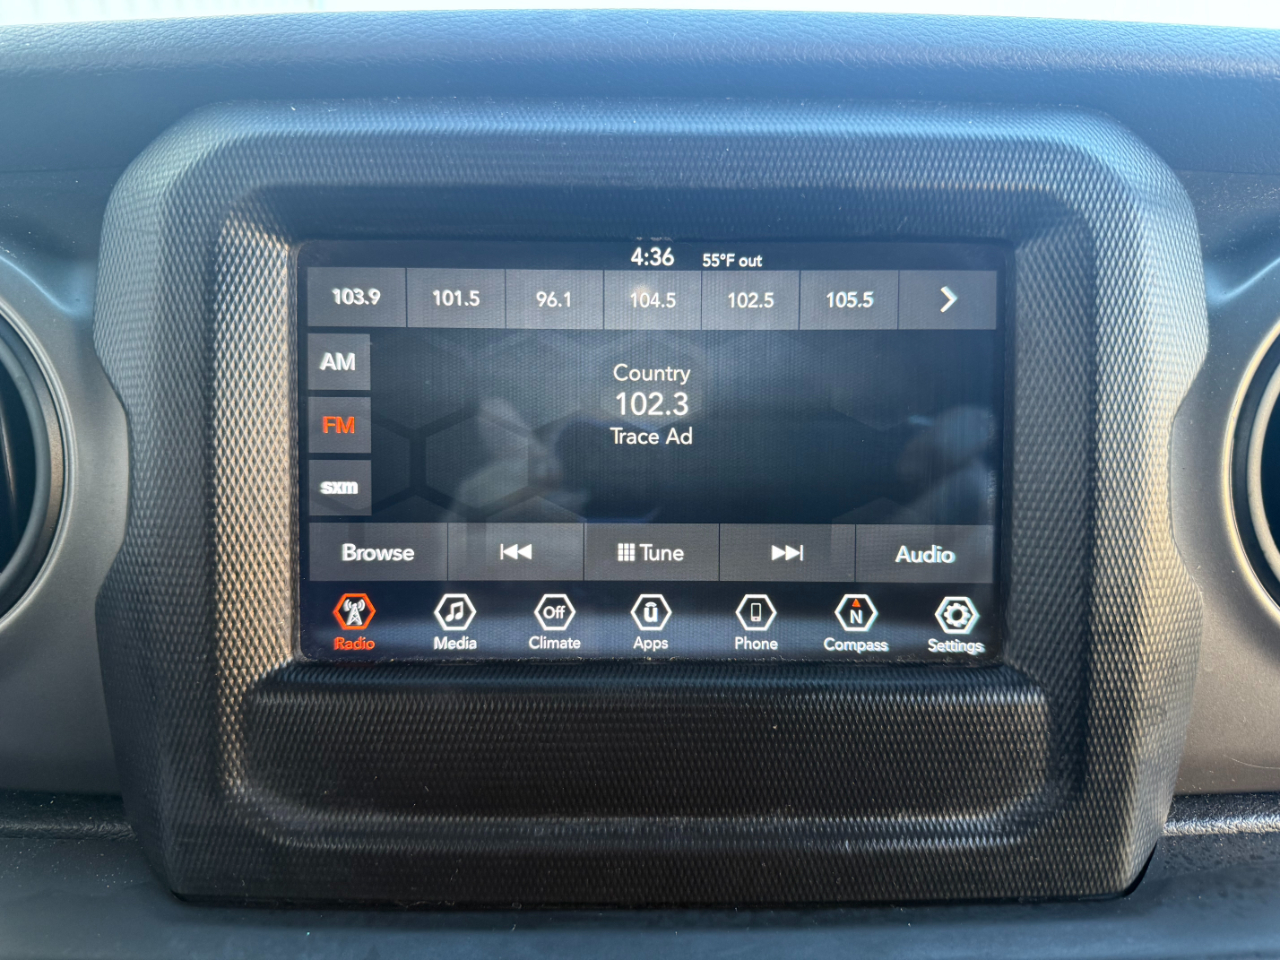 4:36 55°F out
103.9 101.5 96.1 104.5 102.5 105.5
AM
Country
102.3
FM
Trace Ad
sxm
Browse Tune Audio
Off ū N
Radio Media Climate Apps Phone Compass Settings